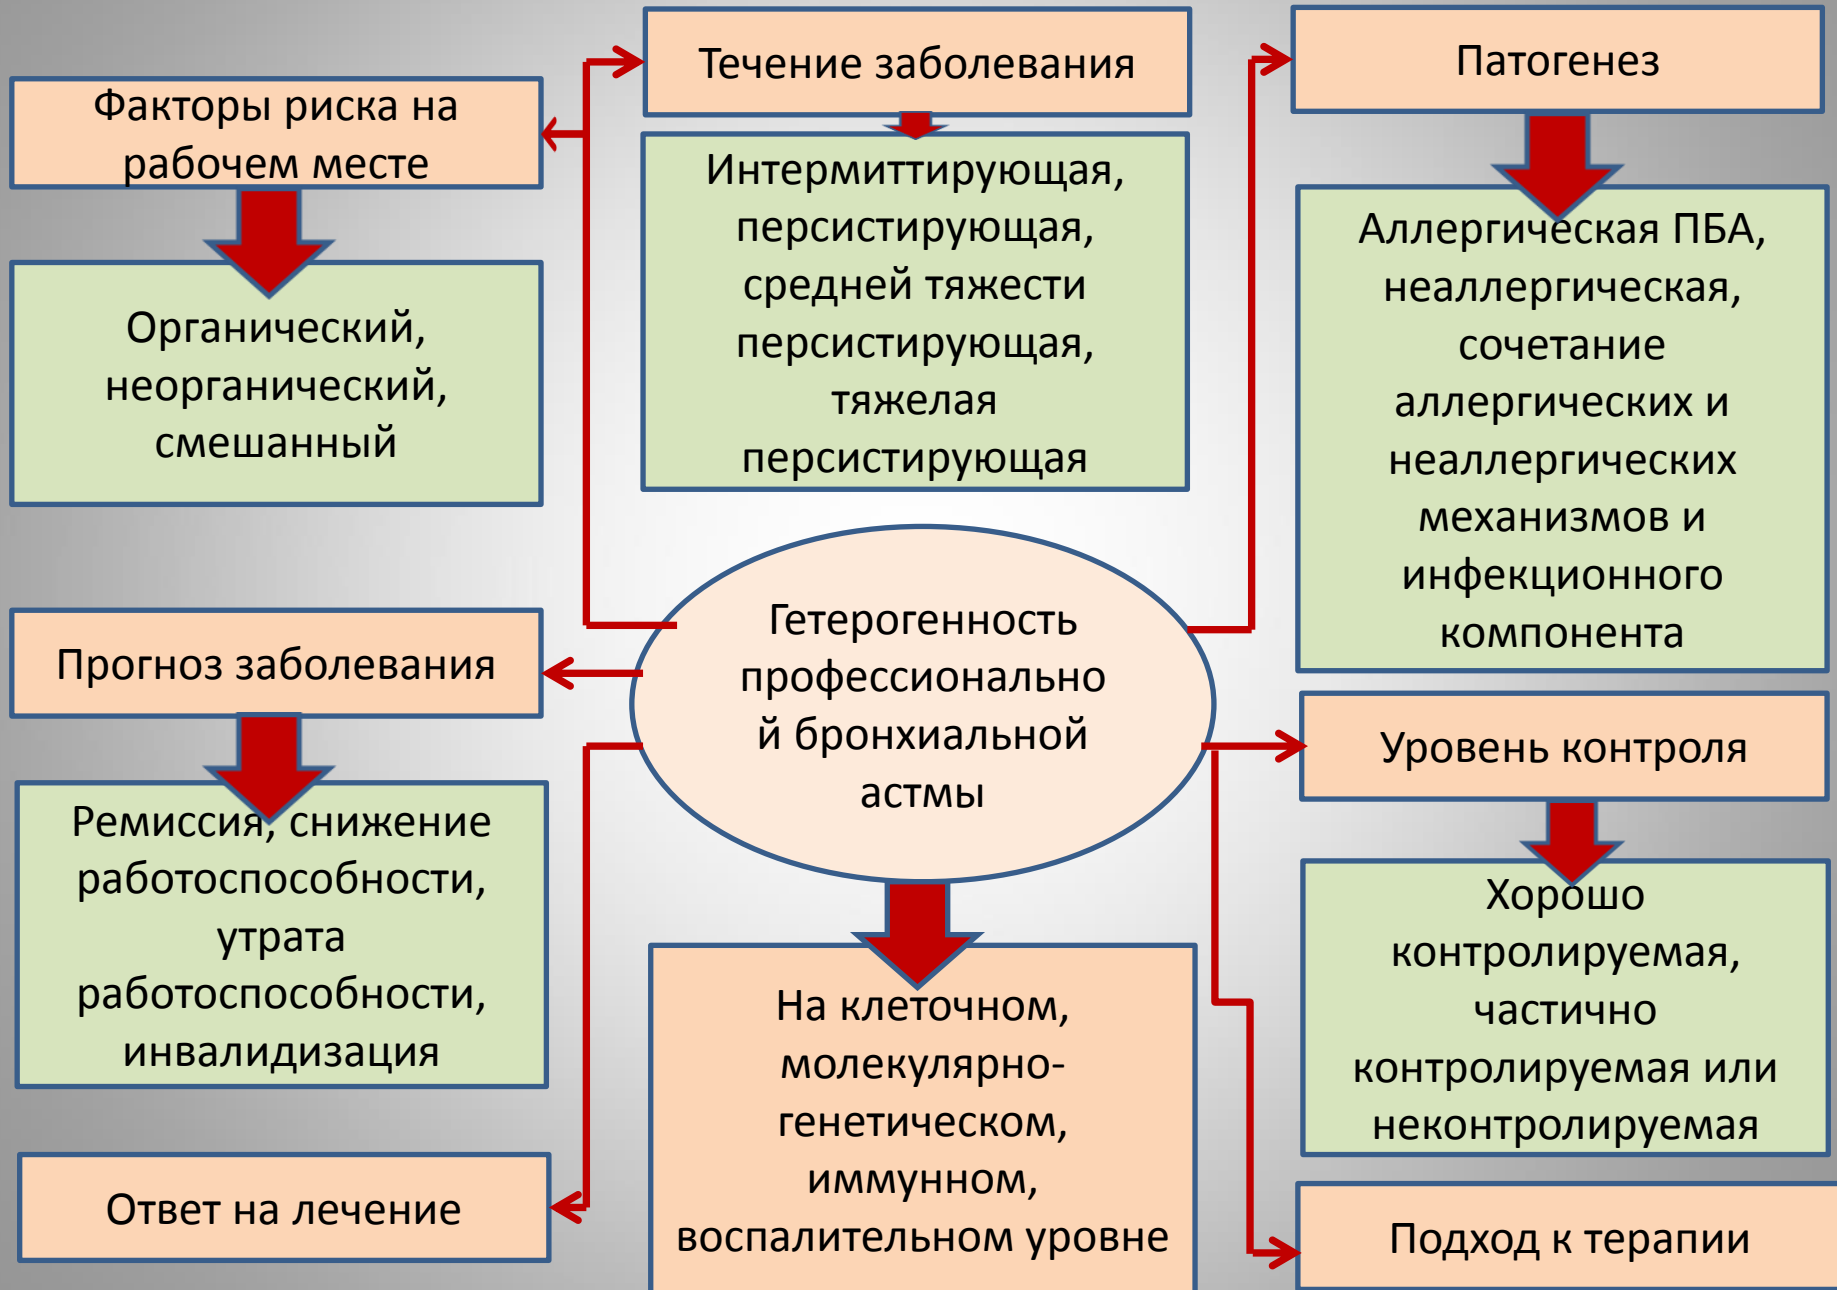 Течение заболевания
Патогенез
Факторы риска на
рабочем месте
Интермиттирующая,
персистирующая,
средней тяжести
персистирующая,
тяжелая
персистирующая
Аллергическая ПБА,
неаллергическая,
сочетание
аллергических и
неаллергических
механизмов и
инфекционного
компонента
Органический,
неорганический,
смешанный
Гетерогенность
профессионально
й бронхиальной
астмы
Прогноз заболевания
Уровень контроля
Ремиссия, снижение
работоспособности,
утрата
работоспособности,
инвалидизация
Хорошо
контролируемая,
частично
контролируемая или
неконтролируемая
На клеточном,
молекулярно-
генетическом,
иммунном,
воспалительном уровне
Ответ на лечение
Подход к терапии